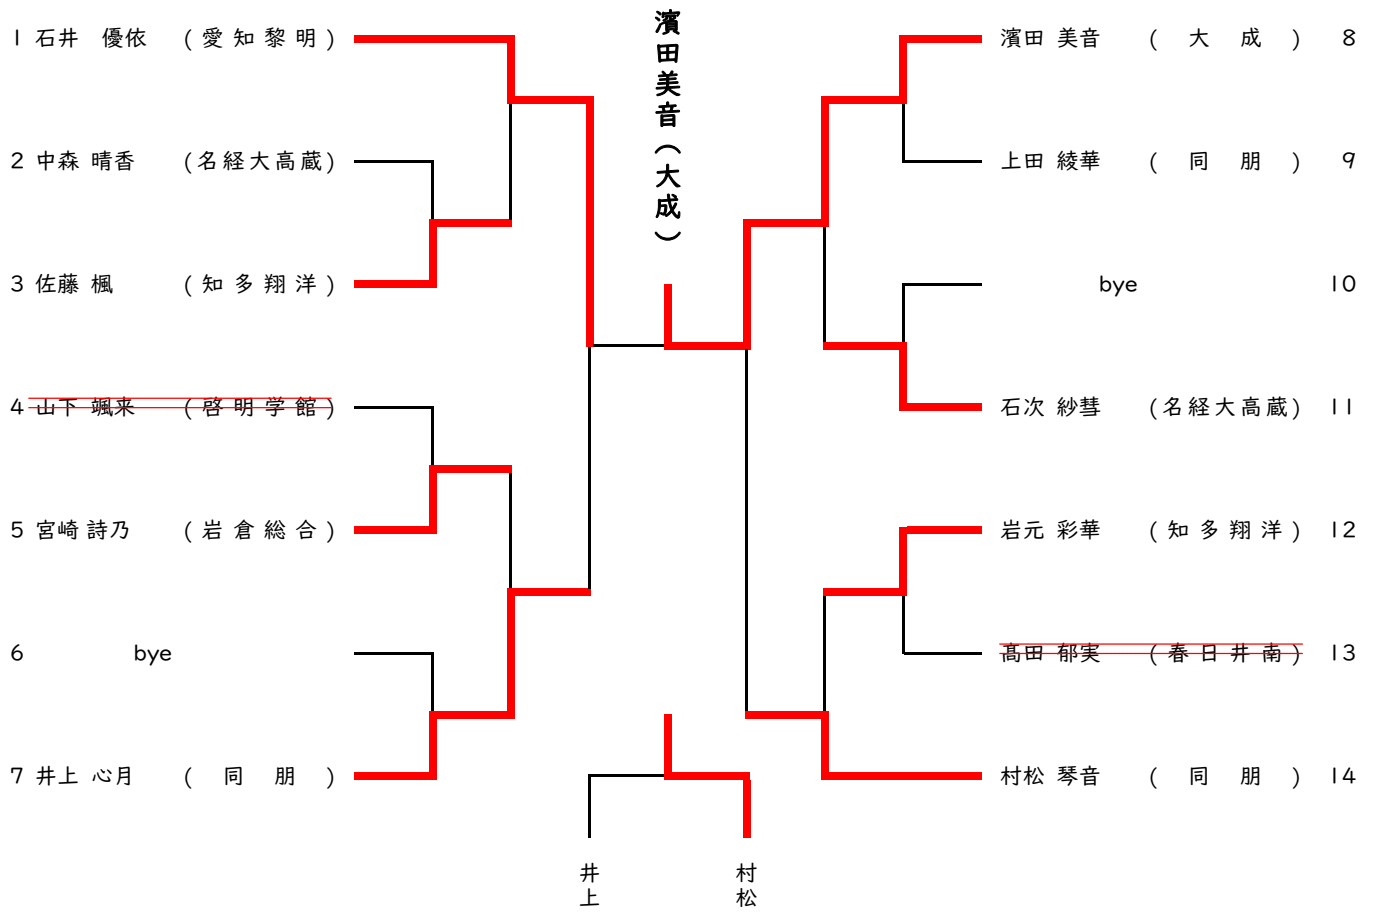 濱田美音(大成)
1 石井 優依 (愛知黎明)
2 中森 晴香 (名経大高蔵)
3 佐藤 楓 (知多翔洋)
4 山下 颯来 (啓明学館)
5 宮崎 詩乃 (岩倉総合)
6 bye
7 井上 心月 (同朋)
濱田 美音 (大成) 8
上田 綾華 (同朋) 9
bye 10
石次 紗彗 (名経大高蔵) 11
岩元 彩華 (知多翔洋) 12
髙田 郁実 (春日井南) 13
村松 琴音 (同朋) 14
井上
村松